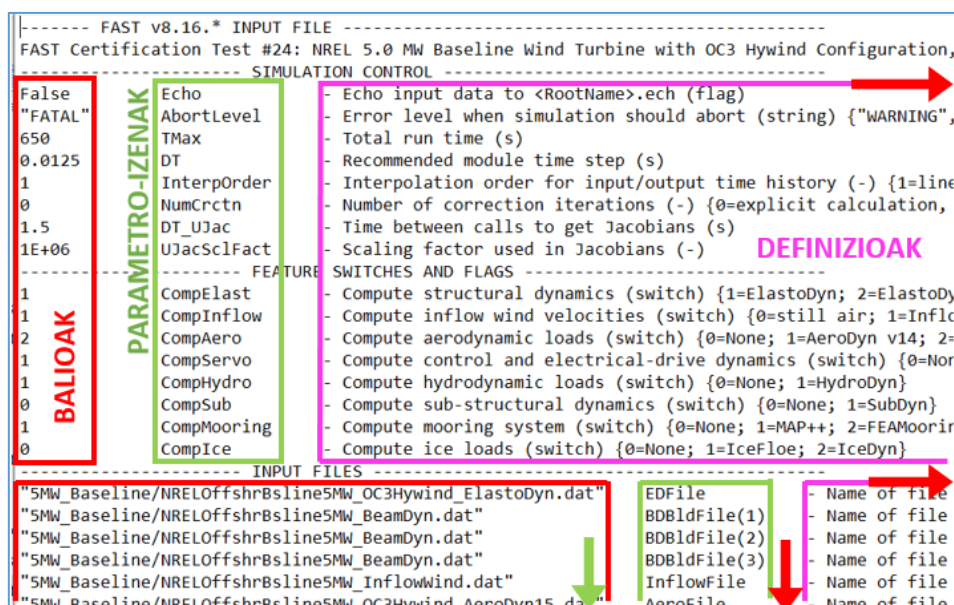 ------- FAST v8.16.* INPUT FILE ------------------------------------------------
FAST Certification Test #24: NREL 5.0 MW Baseline Wind Turbine with OC3 Hywind Configuration,
---------------------- SIMULATION CONTROL --------------------------------------
False Echo - Echo input data to <RootName>.ech (flag)
"FATAL" AbortLevel - Error level when simulation should abort (string) {"WARNING",
650 TMax - Total run time (s)
0.0125 DT - Recommended module time step (s)
1 InterpOrder - Interpolation order for input/output time history (-) {1=line
0 NumCrctn - Number of correction iterations (-) {0=explicit calculation,
1.5 DT_UJac - Time between calls to get Jacobians (s)
1E+06 UJacSclFact - Scaling factor used in Jacobians (-)
DEFINIZIOAK
PARAMETRO-IZENAK
BALIOAK
---------------------- FEATURE SWITCHES AND FLAGS ------------------------------
1 CompElast - Compute structural dynamics (switch) {1=ElastoDyn; 2=ElastoDy
1 CompInflow - Compute inflow wind velocities (switch) {0=still air; 1=Inflo
2 CompAero - Compute aerodynamic loads (switch) {0=None; 1=AeroDyn v14; 2=
1 CompServo - Compute control and electrical-drive dynamics (switch) {0=Non
1 CompHydro - Compute hydrodynamic loads (switch) {0=None; 1=HydroDyn}
0 CompSub - Compute sub-structural dynamics (switch) {0=None; 1=SubDyn}
1 CompMooring - Compute mooring system (switch) {0=None; 1=MAP++; 2=FEAMoorin
0 CompIce - Compute ice loads (switch) {0=None; 1=IceFloe; 2=IceDyn}
---------------------- INPUT FILES ---------------------------------------------
"5MW_Baseline/NRELOffshrBsline5MW_OC3Hywind_ElastoDyn.dat" EDFile - Name of file
"5MW_Baseline/NRELOffshrBsline5MW_BeamDyn.dat" BDBldFile(1) - Name of file
"5MW_Baseline/NRELOffshrBsline5MW_BeamDyn.dat" BDBldFile(2) - Name of file
"5MW_Baseline/NRELOffshrBsline5MW_BeamDyn.dat" BDBldFile(3) - Name of file
"5MW_Baseline/NRELOffshrBsline5MW_InflowWind.dat" InflowFile - Name of file
"5MW_Baseline/NRELOffshrBsline5MW_OC3Hywind_AeroDyn15.dat" AeroFile - Name of file